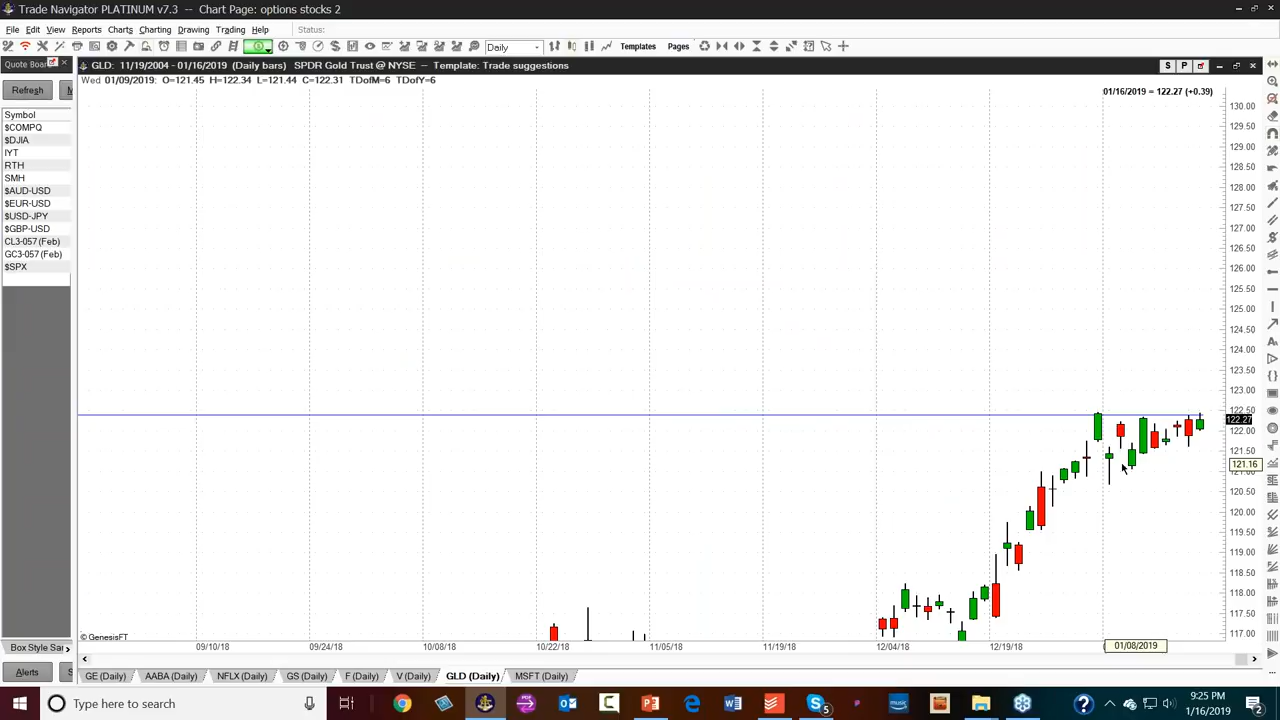 Trade Navigator PLATINUM v7.3 -- Chart Page: options stocks 2
File Edit View Reports Charts Charting Drawing Trading Help Status:
Daily Templates Pages
Quote Boar
GLD: 11/19/2004 - 01/16/2019 (Daily bars) SPDR Gold Trust @ NYSE -- Template: Trade suggestions
S P
Wed 01/09/2019: O=121.45 H=122.34 L=121.44 C=122.31 TDofM=6 TDofY=6
Refresh M
01/16/2019 = 122.27 (+0.39)
Symbol
$COMPQ
$DJIA
IYT
RTH
SMH
$AUD-USD
$EUR-USD
$USD-JPY
$GBP-USD
CL3-057 (Feb)
GC3-057 (Feb)
$SPX
130.00
129.50
129.00
128.50
128.00
127.50
127.00
126.50
126.00
125.50
125.00
124.50
124.00
123.50
123.00
122.50
122.27
122.00
121.50
121.16
120.50
120.00
119.50
119.00
118.50
118.00
117.50
117.00
© GenesisFT
09/10/18 09/24/18 10/08/18 10/22/18 11/05/18 11/19/18 12/04/18 12/19/18 01/08/2019
Box Style Sar
Alerts S
GE (Daily) AABA (Daily) NFLX (Daily) GS (Daily) F (Daily) V (Daily) GLD (Daily) MSFT (Daily)
Type here to search
9:25 PM
1/16/2019